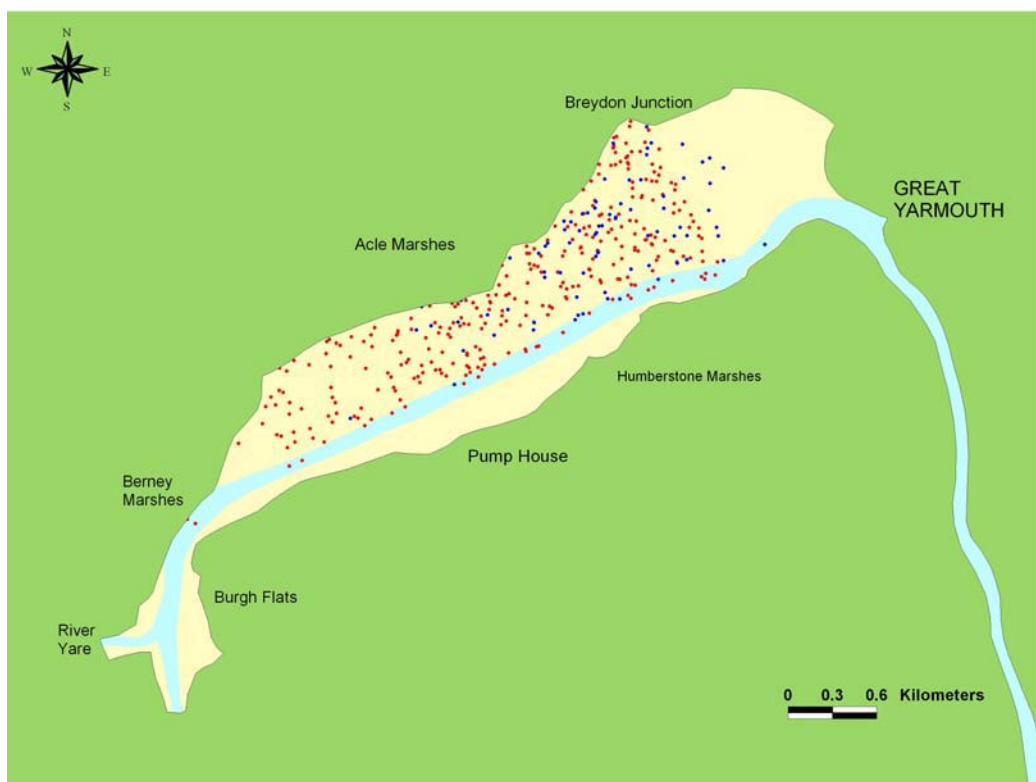 N
W E
S
Breydon Junction
GREAT
YARMOUTH
Acle Marshes
Humberstone Marshes
Pump House
Berney
Marshes
Burgh Flats
River
Yare
0 0.3 0.6 Kilometers